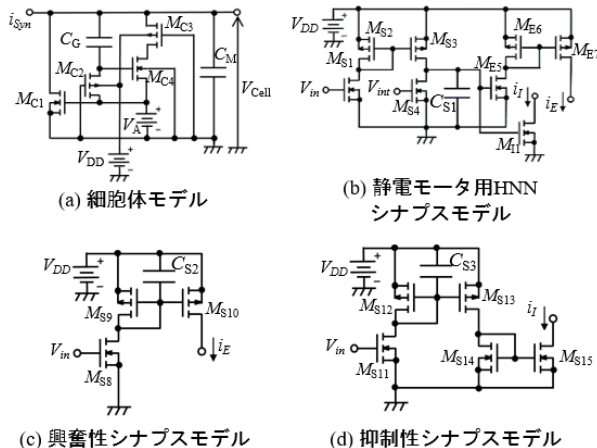 iSyn
CG
MC3
MC2
MC4
CM
MC1
VCell
VA
VDD
(a) 細胞体モデル
VDD
MS2
MS3
ME6
ME7
MS1
ME5
Vin
Vint
CS1
MS4
iI
iE
MI1
(b) 静電モータ用HNN
シナプスモデル
VDD
CS2
MS9
MS10
Vin
iE
MS8
(c) 興奮性シナプスモデル
VDD
CS3
MS12
MS13
iI
Vin
MS14
MS15
MS11
(d) 抑制性シナプスモデル